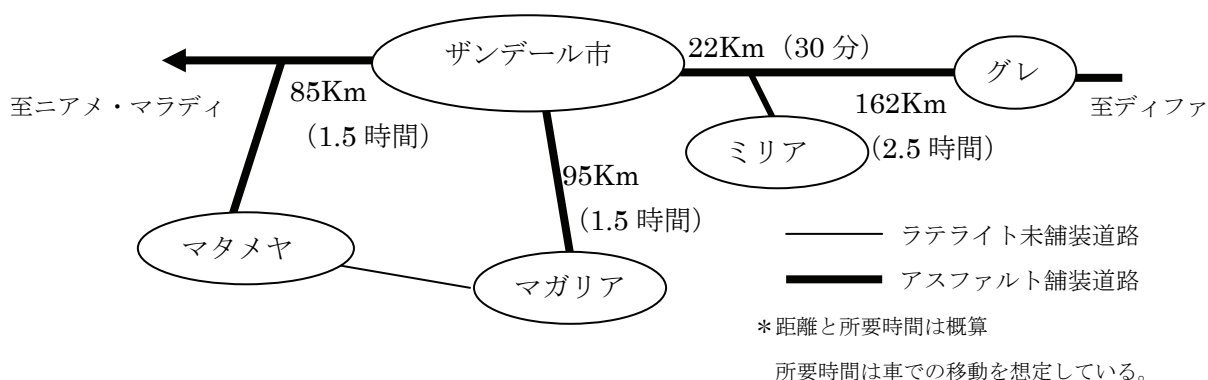 ザンデール市
22Km（30 分）
グレ
至ニアメ・マラディ
85Km
（1.5 時間）
162Km
（2.5 時間）
至ディファ
ミリア
95Km
（1.5 時間）
マタメヤ
マガリア
ラテライト未舗装道路
アスファルト舗装道路
＊距離と所要時間は概算
所要時間は車での移動を想定している。